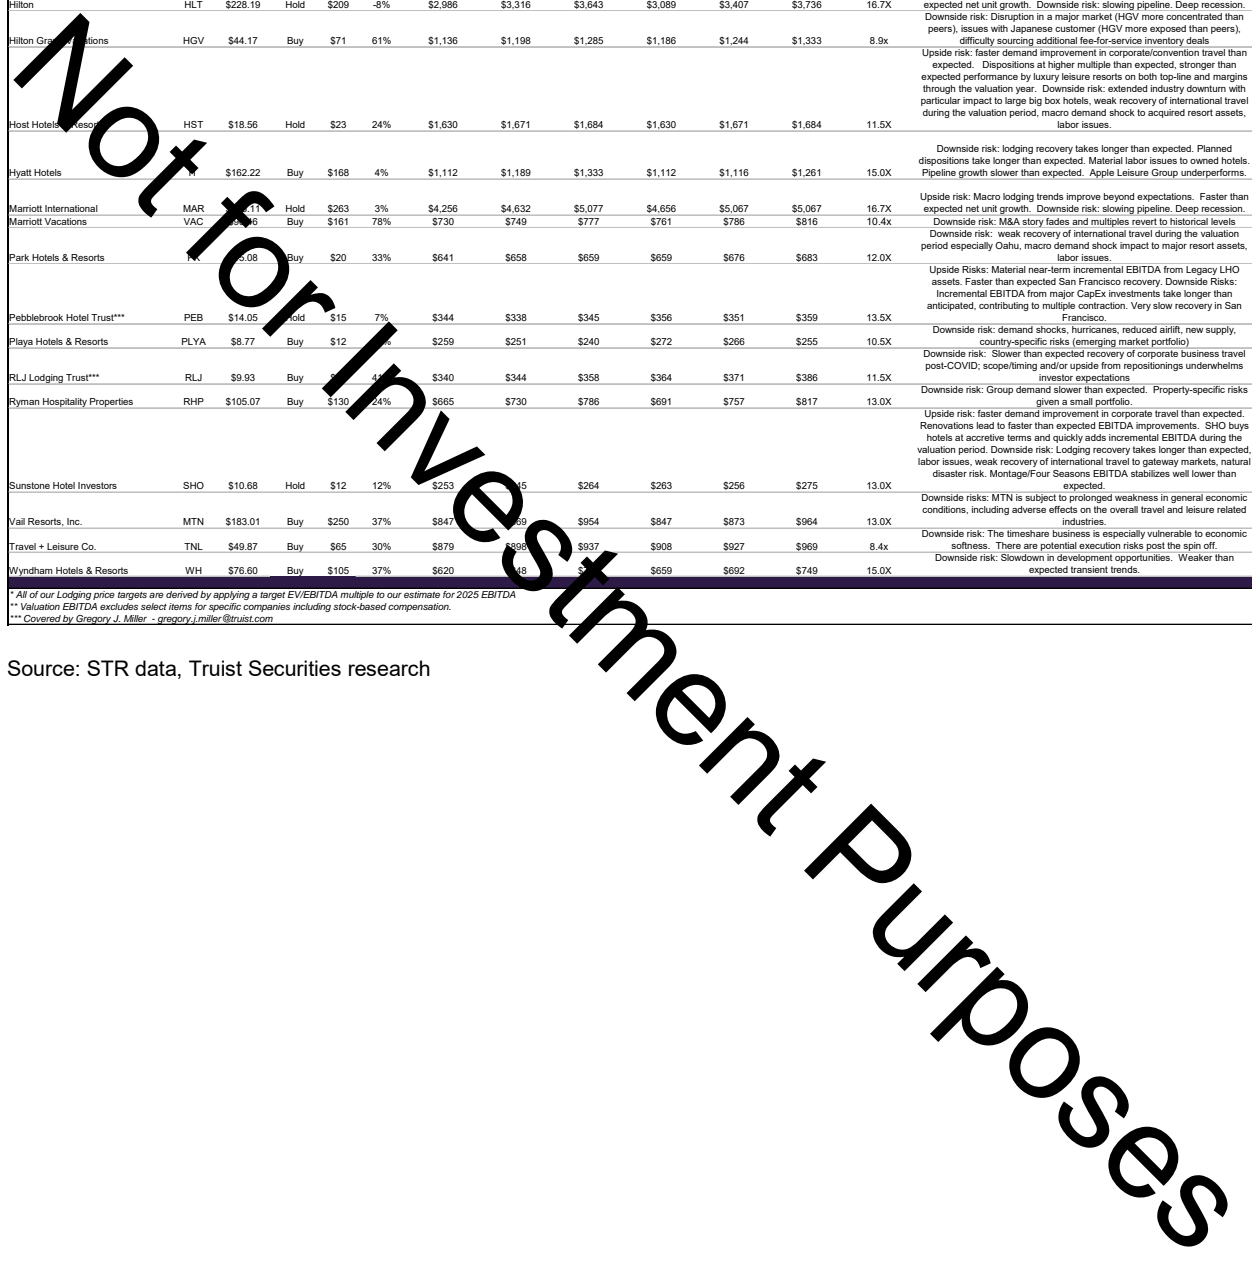 Hilton HLT $228.19 Hold $209 -8% $2,986 $3,316 $3,643 $3,089 $3,407 $3,736 16.7X expected net unit growth. Downside risk: slowing pipeline. Deep recession.
Downside risk: Disruption in a major market (HGV more concentrated than
peers), issues with Japanese customer (HGV more exposed than peers),
Hilton HGV $44.17 Buy $71 61% $1,136 $1,198 $1,285 $1,186 $1,244 $1,333 8.9x difficulty sourcing additional fee-for-service inventory deals
Upside risk: faster demand improvement in corporate/convention travel than
expected. Dispositions at higher multiple than expected, stronger than
expected performance by luxury leisure resorts on both top-line and margins
through the valuation year. Downside risk: extended industry downturn with
particular impact to large big box hotels, weak recovery of international travel
during the valuation period, macro demand shock to acquired resort assets,
Host Hotels HST $18.56 Hold $23 24% $1,630 $1,671 $1,684 $1,630 $1,671 $1,684 11.5X labor issues.
Downside risk: lodging recovery takes longer than expected. Planned
dispositions take longer than expected. Material labor issues to owned hotels.
Hyatt Hotels $162.22 Buy $168 4% $1,112 $1,189 $1,333 $1,112 $1,116 $1,261 15.0X Pipeline growth slower than expected. Apple Leisure Group underperforms.
Upside risk: Macro lodging trends improve beyond expectations. Faster than
Marriott International MAR Hold $263 3% $4,256 $4,632 $5,077 $4,656 $5,067 $5,067 16.7X expected net unit growth. Downside risk: slowing pipeline. Deep recession.
Marriott Vacations VAC Buy $161 78% $730 $749 $777 $761 $786 $816 10.4x Downside risk: M&A story fades and multiples revert to historical levels
Downside risk: weak recovery of international travel during the valuation
period especially Oahu, macro demand shock impact to major resort assets,
Park Hotels & Resorts Buy $20 33% $641 $658 $659 $659 $676 $683 12.0X labor issues.
Upside Risks: Material near-term incremental EBITDA from Legacy LHO
assets. Faster than expected San Francisco recovery. Downside Risks:
Incremental EBITDA from major CapEx investments take longer than
anticipated, contributing to multiple contraction. Very slow recovery in San
Pebblebrook Hotel Trust*** PEB $14.05 Hold $15 7% $344 $338 $345 $356 $351 $359 13.5X Francisco.
Downside risk: demand shocks, hurricanes, reduced airlift, new supply,
Playa Hotels & Resorts PLYA $8.77 Buy $12 $259 $251 $240 $272 $266 $255 10.5X country-specific risks (emerging market portfolio)
Downside risk: Slower than expected recovery of corporate business travel
post-COVID; scope/timing and/or upside from repositionings underwhelms
RLJ Lodging Trust*** RLJ $9.93 Buy $340 $344 $358 $364 $371 $386 11.5X investor expectations
Downside risk: Group demand slower than expected. Property-specific risks
Ryman Hospitality Properties RHP $105.07 Buy $130 24% $665 $730 $786 $691 $757 $817 13.0X given a small portfolio.
Upside risk: faster demand improvement in corporate travel than expected.
Renovations lead to faster than expected EBITDA improvements. SHO buys
hotels at accretive terms and quickly adds incremental EBITDA during the
valuation period. Downside risk: Lodging recovery takes longer than expected,
labor issues, weak recovery of international travel to gateway markets, natural
disaster risk. Montage/Four Seasons EBITDA stabilizes well lower than
Sunstone Hotel Investors SHO $10.68 Hold $12 12% $253 $264 $263 $256 $275 13.0X expected.
Downside risks: MTN is subject to prolonged weakness in general economic
conditions, including adverse effects on the overall travel and leisure related
Vail Resorts, Inc. MTN $183.01 Buy $250 37% $847 $954 $847 $873 $964 13.0X industries.
Downside risk: The timeshare business is especially vulnerable to economic
Travel + Leisure Co. TNL $49.87 Buy $65 30% $879 $898 $937 $908 $927 $969 8.4x softness. There are potential execution risks post the spin off.
Downside risk: Slowdown in development opportunities. Weaker than
Wyndham Hotels & Resorts WH $76.60 Buy $105 37% $620 $659 $692 $749 15.0X expected transient trends.
* All of our Lodging price targets are derived by applying a target EV/EBITDA multiple to our estimate for 2025 EBITDA
** Valuation EBITDA excludes select items for specific companies including stock-based compensation.
*** Covered by Gregory J. Miller - gregory.j.miller@truist.com
Source: STR data, Truist Securities research
Not for Investment Purposes